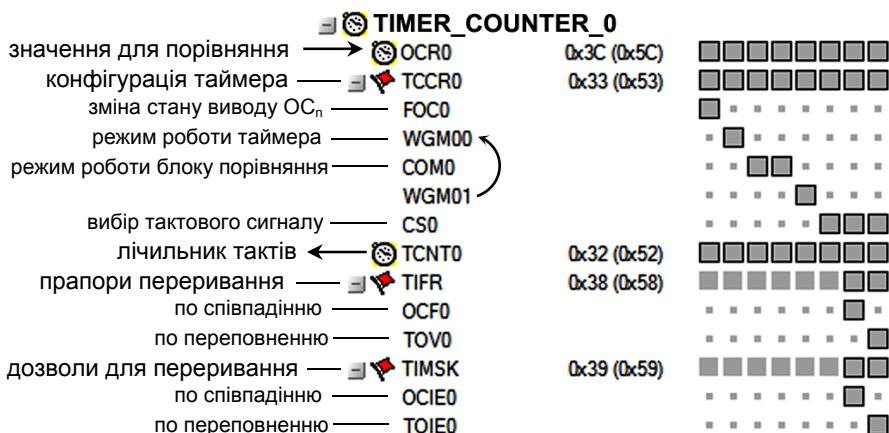 TIMER_COUNTER_0
значення для порівняння OCR0 0x3C (0x5C)
конфігурація таймера TCCR0 0x33 (0x53)
зміна стану виводу OCn FOC0
режим роботи таймера WGM00
режим роботи блоку порівняння COM0
WGM01
вибір тактового сигналу CS0
лічильник тактів TCNT0 0x32 (0x52)
прапори переривання TIFR 0x38 (0x58)
по співпадінню OCF0
по переповненню TOV0
дозволи для переривання TIMSK 0x39 (0x59)
по співпадінню OCIE0
по переповненню TOIE0